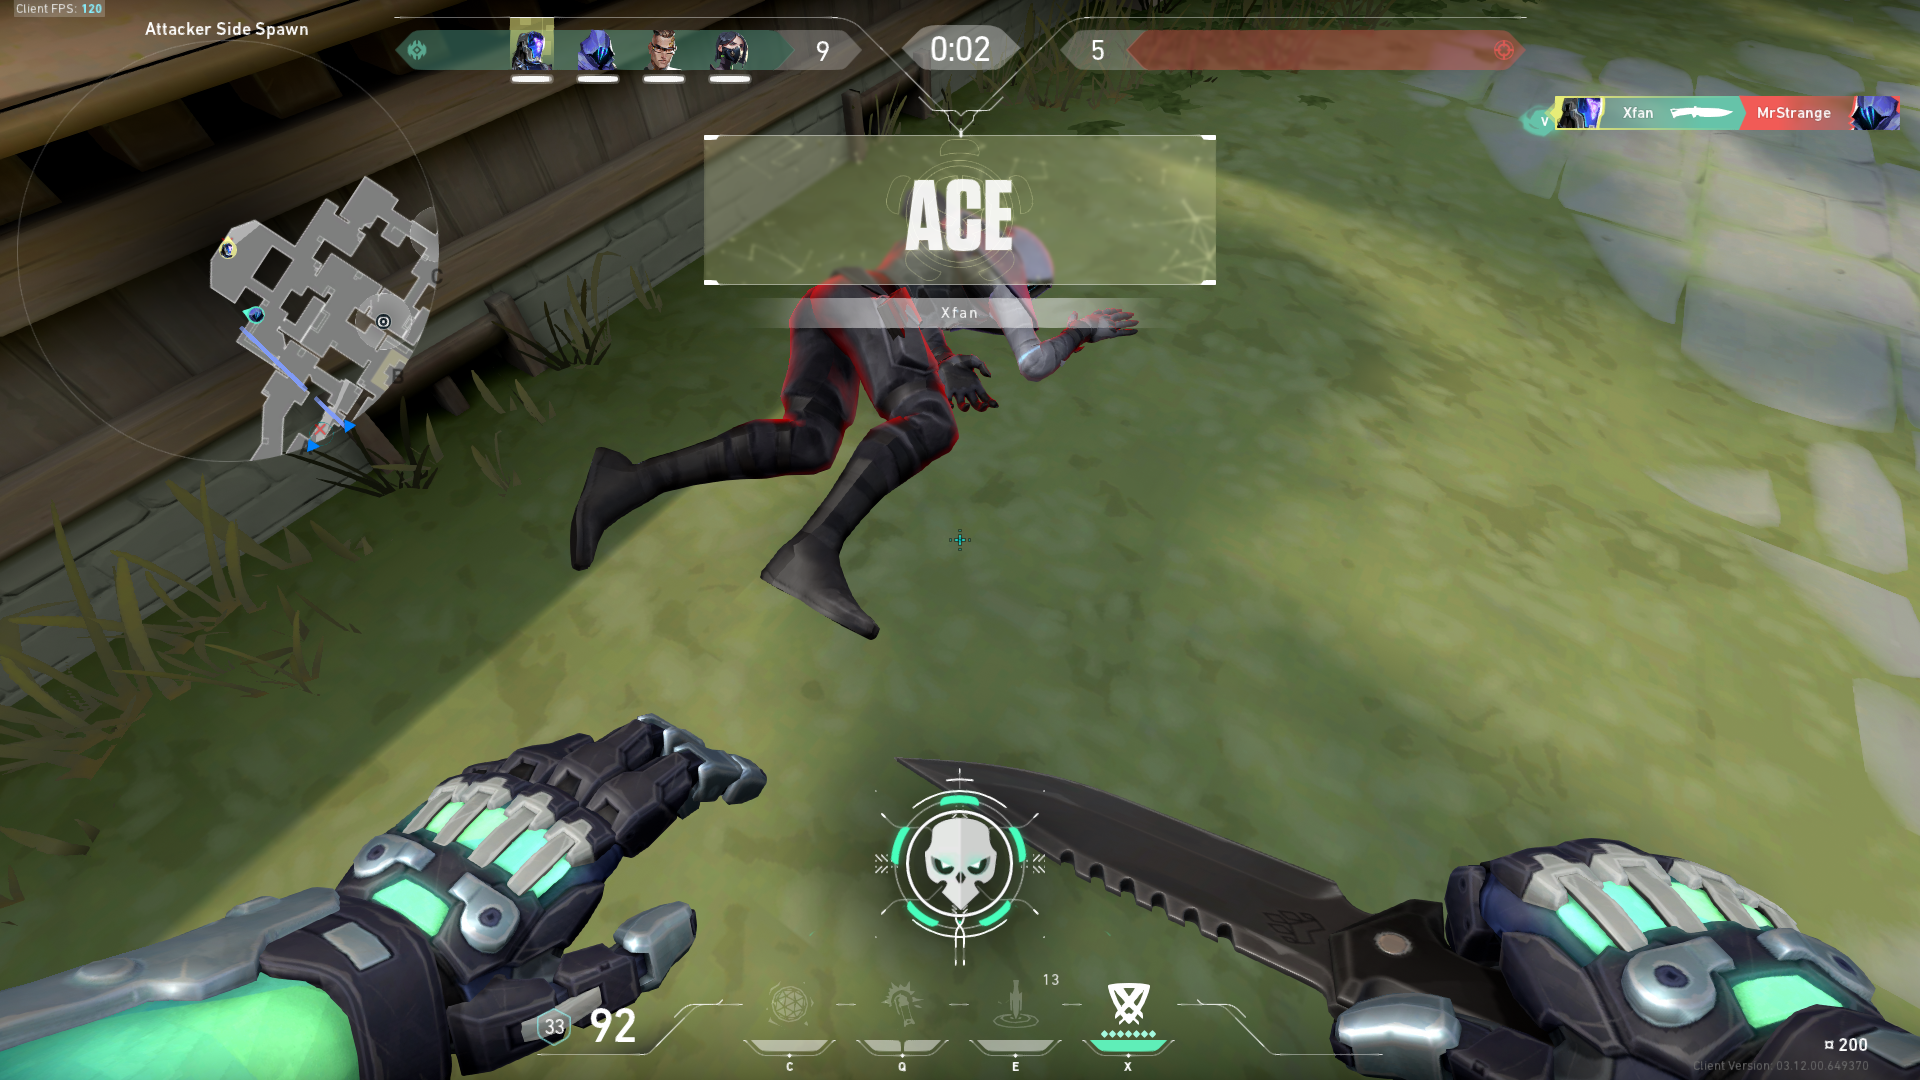 Client FPS: 120
Attacker Side Spawn
9
0:02
5
V
Xfan
MrStrange
ACE
Xfan
C
B
33
92
13
C
Q
E
X
¤ 200
Client Version: 03.12.00.649370